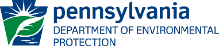 pennsylvania
DEPARTMENT OF ENVIRONMENTAL
PROTECTION